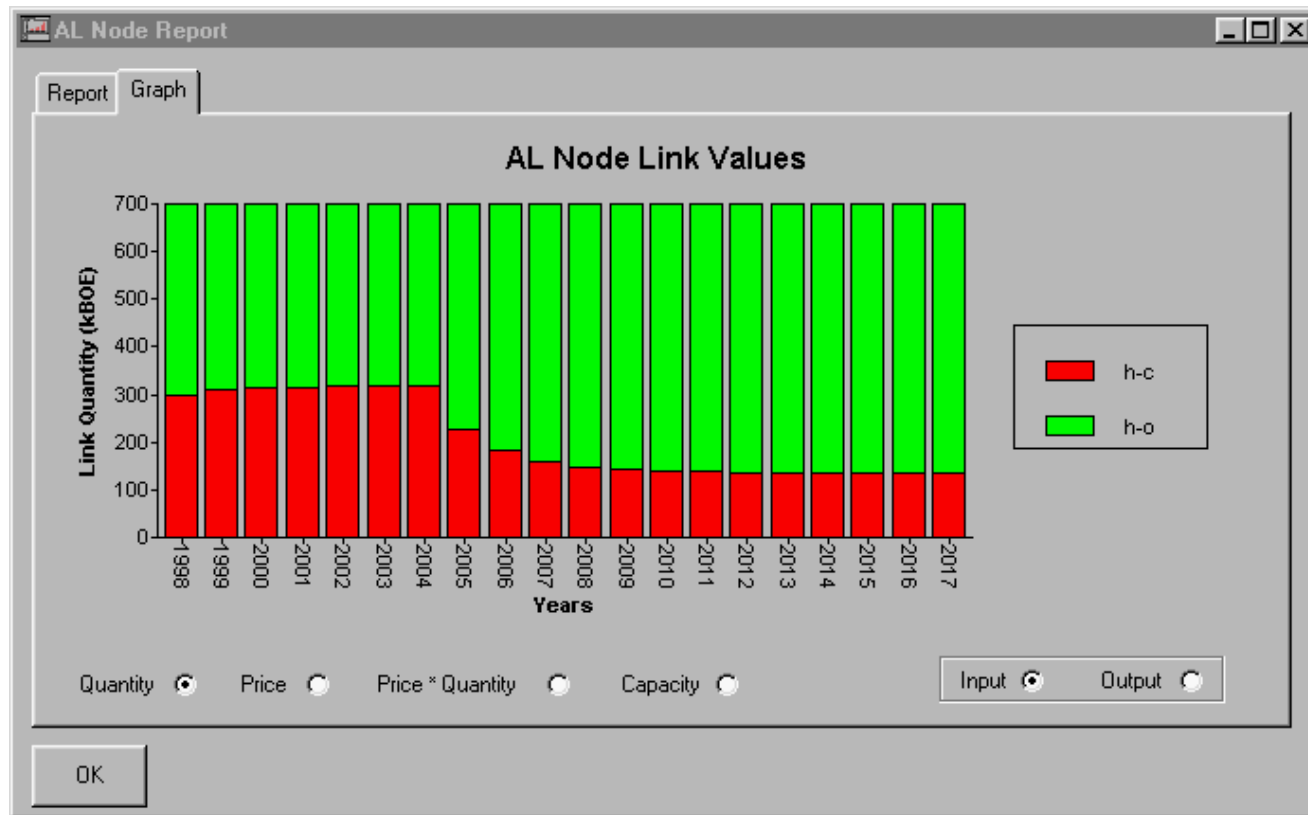 AL Node Report
Report Graph
AL Node Link Values
Link Quantity (kBOE)
700
600
500
400
300
200
100
0
1998 1999 2000 2001 2002 2003 2004 2005 2006 2007 2008 2009 2010 2011 2012 2013 2014 2015 2016 2017
Years
h-c
h-o
Quantity Price Price * Quantity Capacity Input Output
OK